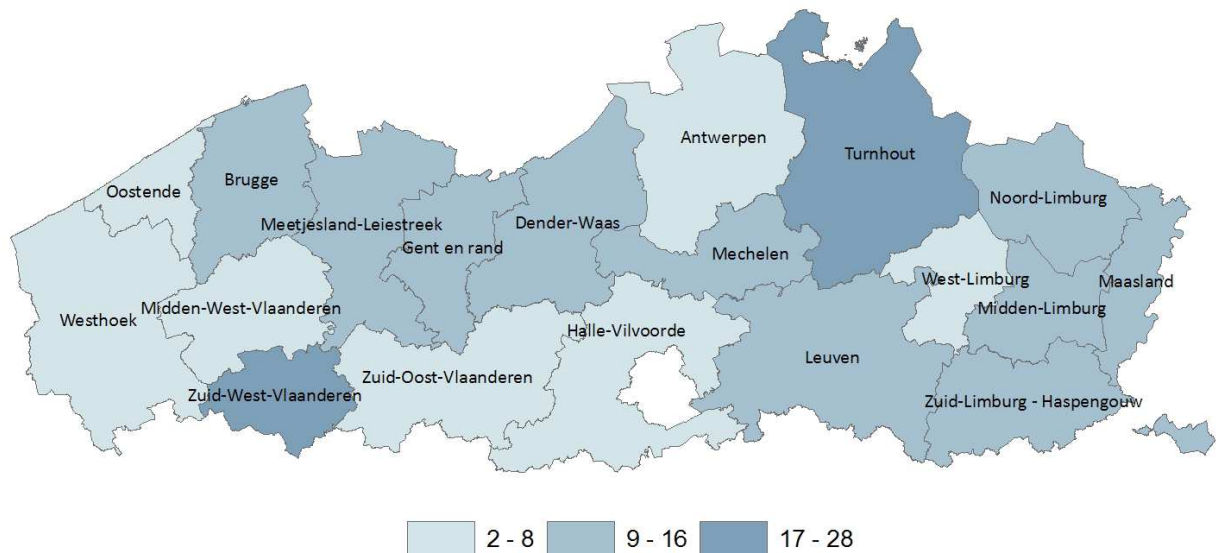 Antwerpen
Turnhout
Oostende
Brugge
Noord-Limburg
Meetjesland-Leiestreek
Gent en rand
Dender-Waas
Mechelen
West-Limburg
Maasland
Midden-West-Vlaanderen
Midden-Limburg
Westhoek
Halle-Vilvoorde
Leuven
Zuid-Oost-Vlaanderen
Zuid-West-Vlaanderen
Zuid-Limburg - Haspengouw
2 - 8 9 - 16 17 - 28